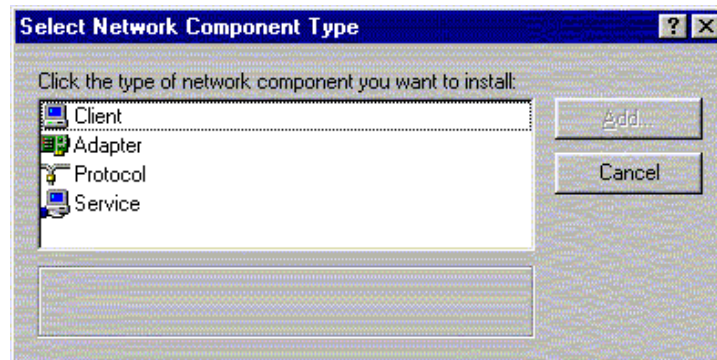 Select Network Component Type
Click the type of network component you want to install:
Client
Adapter
Protocol
Service
Add...
Cancel